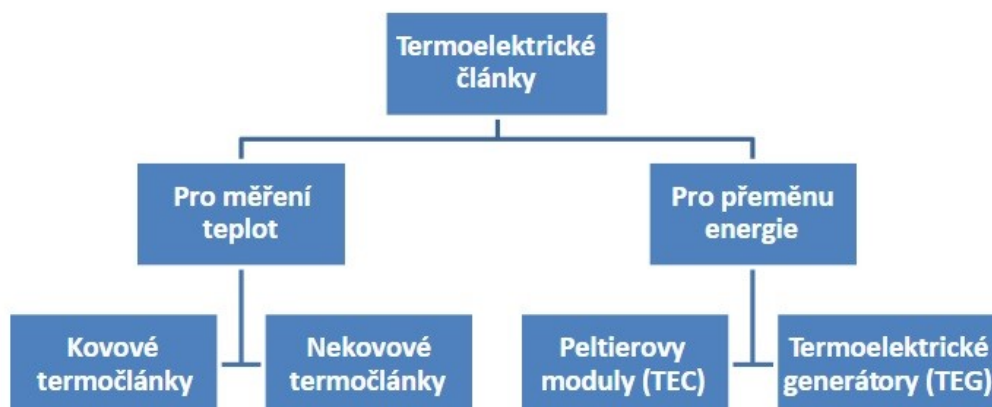 Termoelektrické
články
Pro měření
teplot
Pro přeměnu
energie
Kovové
termočlánky
Nekovové
termočlánky
Peltierovy
moduly (TEC)
Termoelektrické
generátory (TEG)